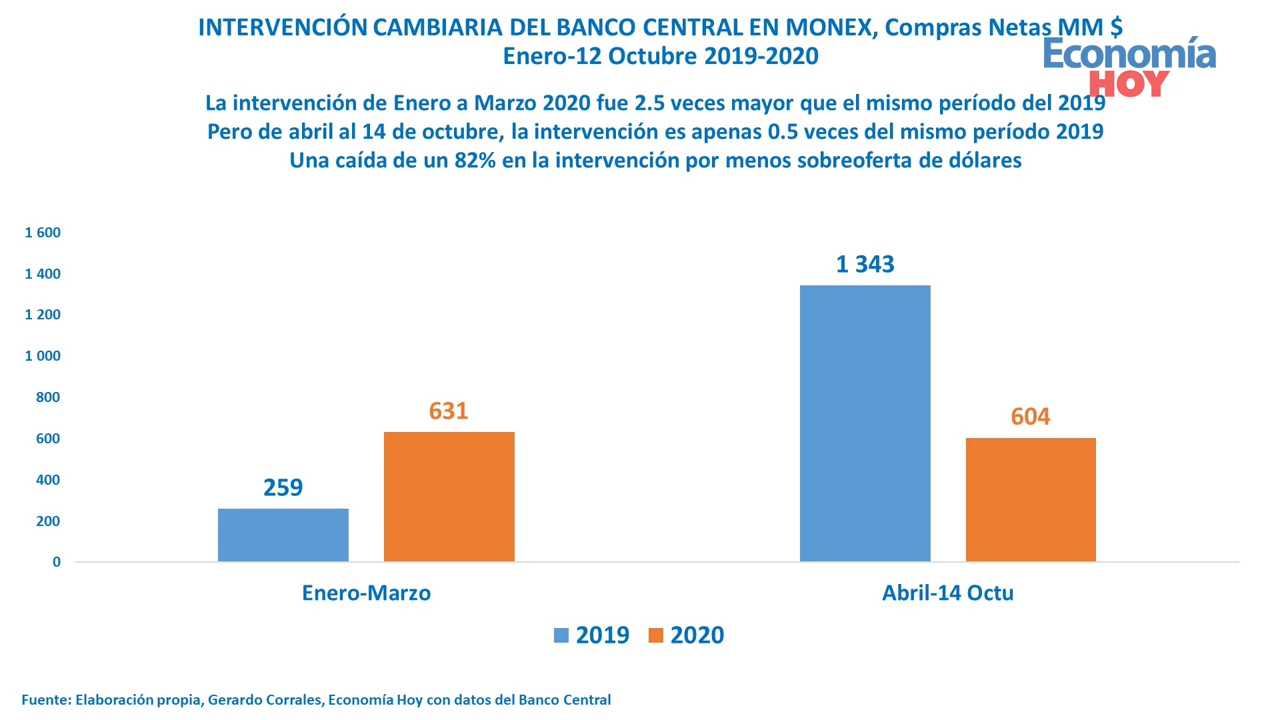 INTERVENCIÓN CAMBIARIA DEL BANCO CENTRAL EN MONEX, Compras Netas MM $
Enero-12 Octubre 2019-2020
Economía
HOY
La intervención de Enero a Marzo 2020 fue 2.5 veces mayor que el mismo período del 2019
Pero de abril al 14 de octubre, la intervención es apenas 0.5 veces del mismo período 2019
Una caída de un 82% en la intervención por menos sobreoferta de dólares
1 600
1 400
1 200
1 000
800
600
400
200
0
259
631
1 343
604
Enero-Marzo
Abril-14 Octu
2019
2020
Fuente: Elaboración propia, Gerardo Corrales, Economía Hoy con datos del Banco Central